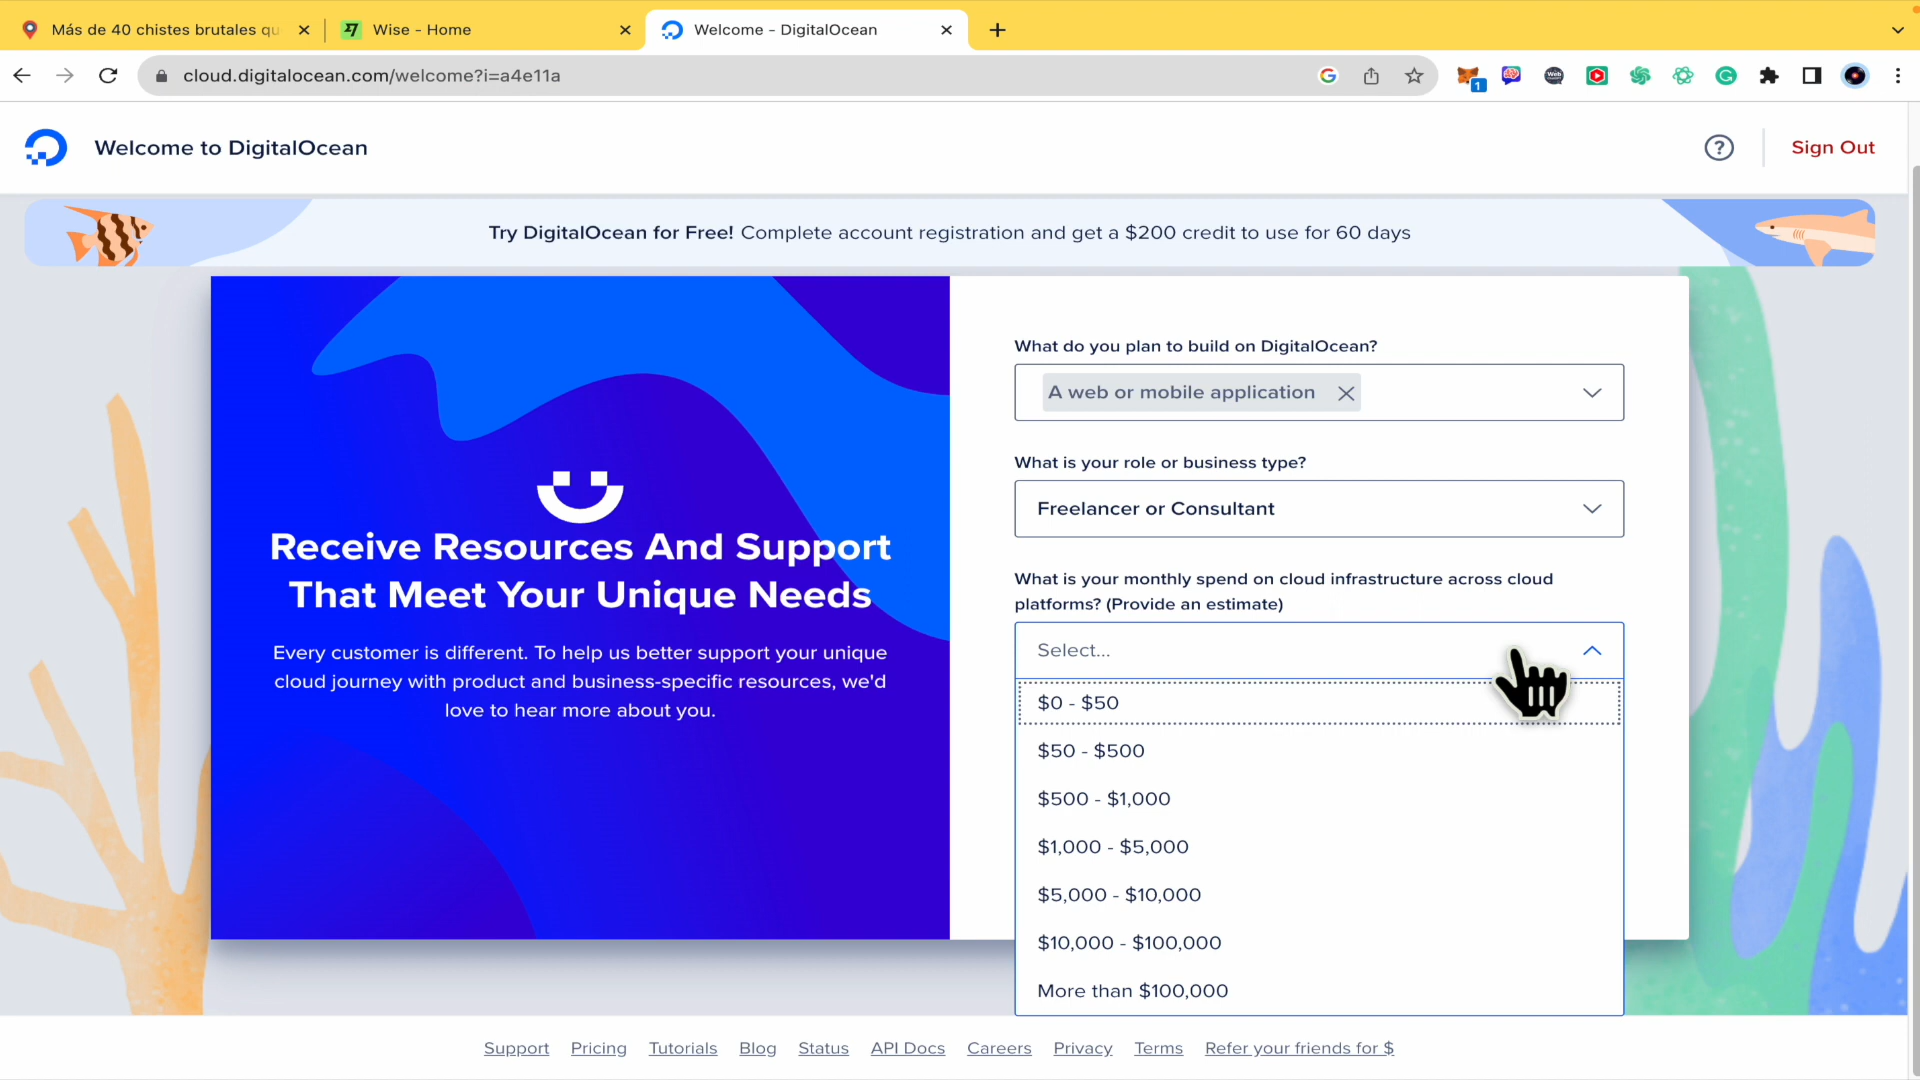 Más de 40 chistes brutales qu
Wise - Home
Welcome - DigitalOcean
cloud.digitalocean.com/welcome?i=a4e11a
1
Welcome to DigitalOcean
Sign Out
Try DigitalOcean for Free! Complete account registration and get a $200 credit to use for 60 days
Receive Resources And Support
That Meet Your Unique Needs
Every customer is different. To help us better support your unique
cloud journey with product and business-specific resources, we'd
love to hear more about you.
What do you plan to build on DigitalOcean?
A web or mobile application
What is your role or business type?
Freelancer or Consultant
What is your monthly spend on cloud infrastructure across cloud
platforms? (Provide an estimate)
Select...
$0 - $50
$50 - $500
$500 - $1,000
$1,000 - $5,000
$5,000 - $10,000
$10,000 - $100,000
More than $100,000
Support Pricing Tutorials Blog Status API Docs Careers Privacy Terms Refer your friends for $